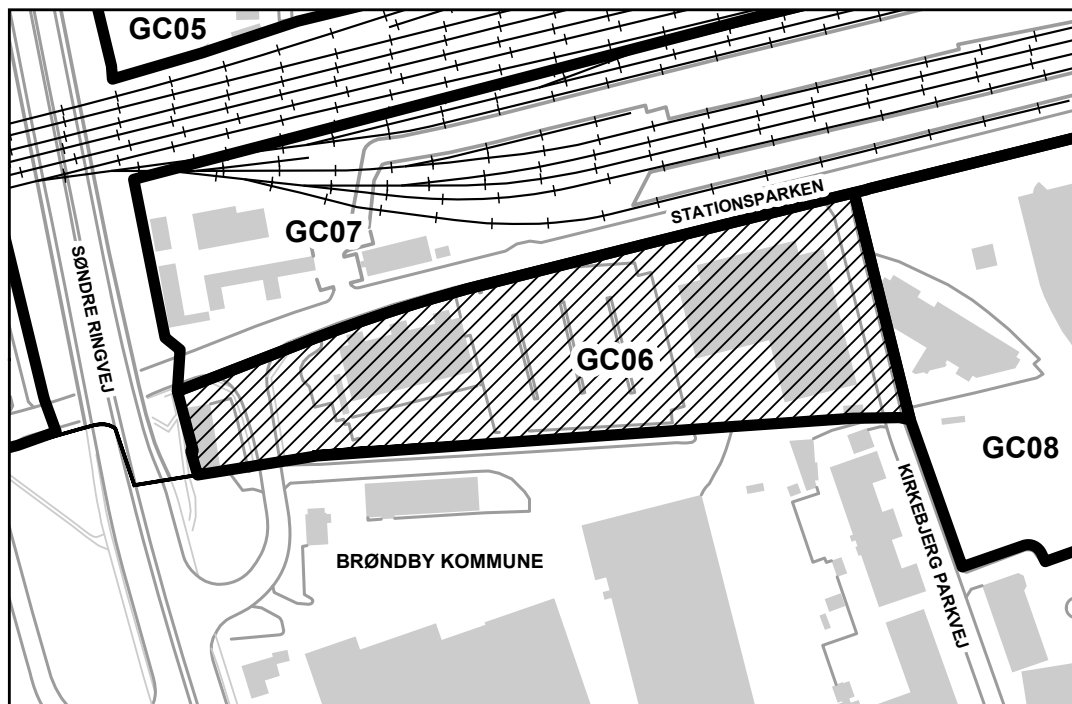 GC05
STATIONSPARKEN
GC07
SØNDRE RINGVEJ
GC06
GC08
KIRKEBJERG PARKVEJ
BRØNDBY KOMMUNE